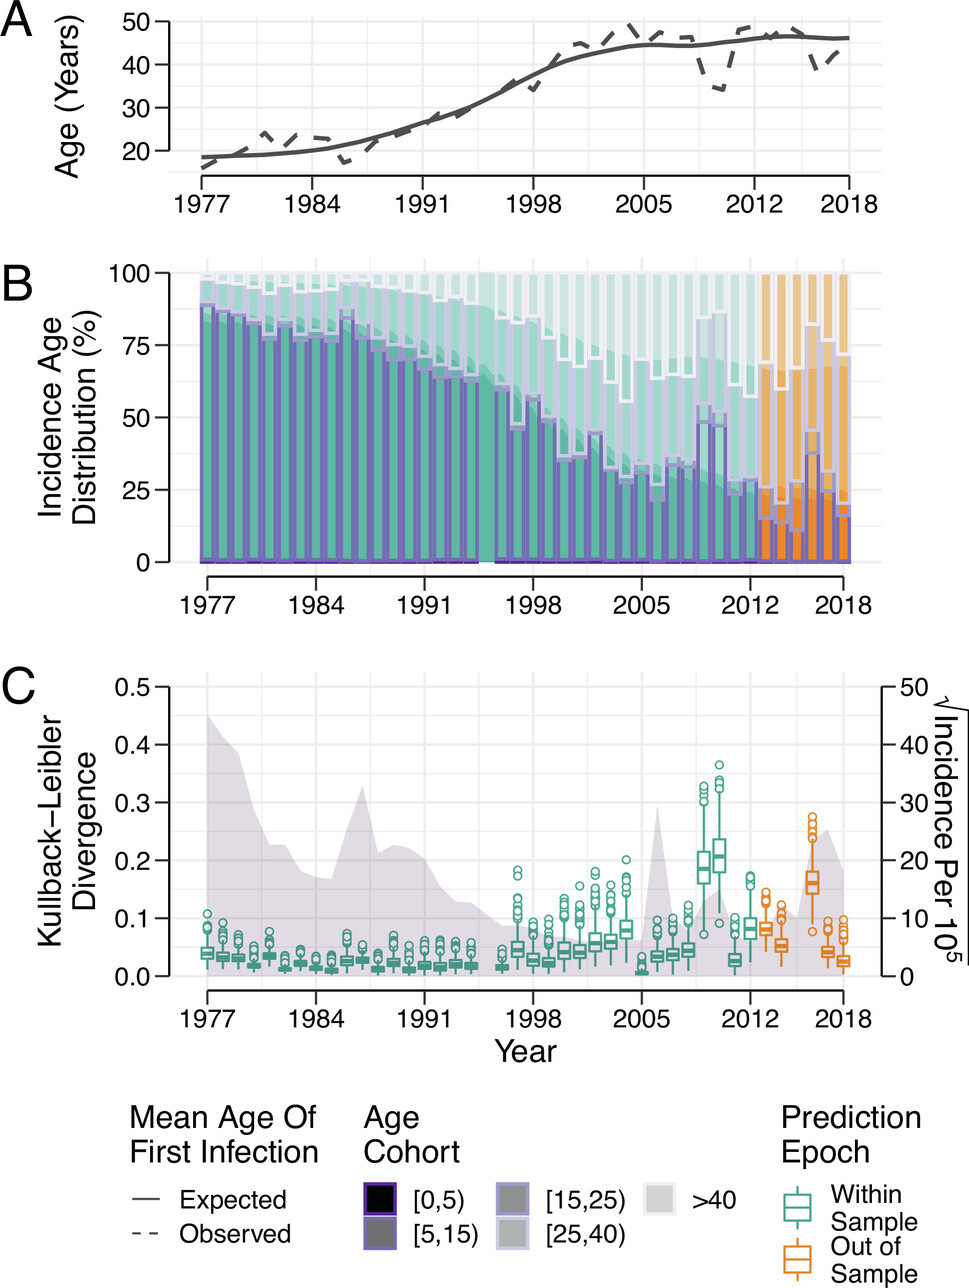 A
Age (Years)
50
40
30
20
1977 1984 1991 1998 2005 2012 2018
B
Incidence Age
Distribution (%)
100
75
50
25
0
1977 1984 1991 1998 2005 2012 2018
C
Kullback–Leibler
Divergence
0.5
0.4
0.3
0.2
0.1
0.0
50
40
30
20
10
0
√Incidence Per 10⁵
1977 1984 1991 1998 2005 2012 2018
Year
Mean Age Of
First Infection
Expected
Observed
Age
Cohort
[0,5)
[5,15)
[15,25)
[25,40)
>40
Prediction
Epoch
Within
Sample
Out of
Sample